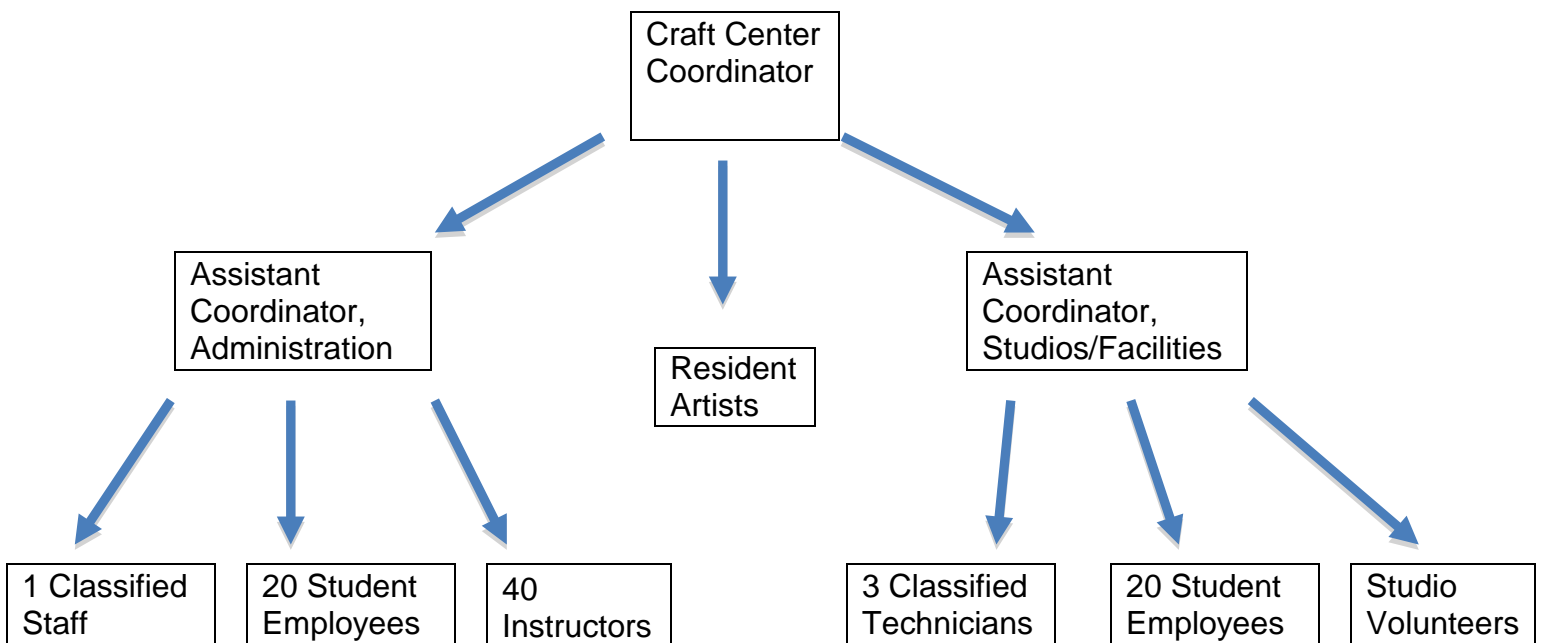 Craft Center
Coordinator
Assistant
Coordinator,
Administration
Resident
Artists
Assistant
Coordinator,
Studios/Facilities
1 Classified
Staff
20 Student
Employees
40
Instructors
3 Classified
Technicians
20 Student
Employees
Studio
Volunteers